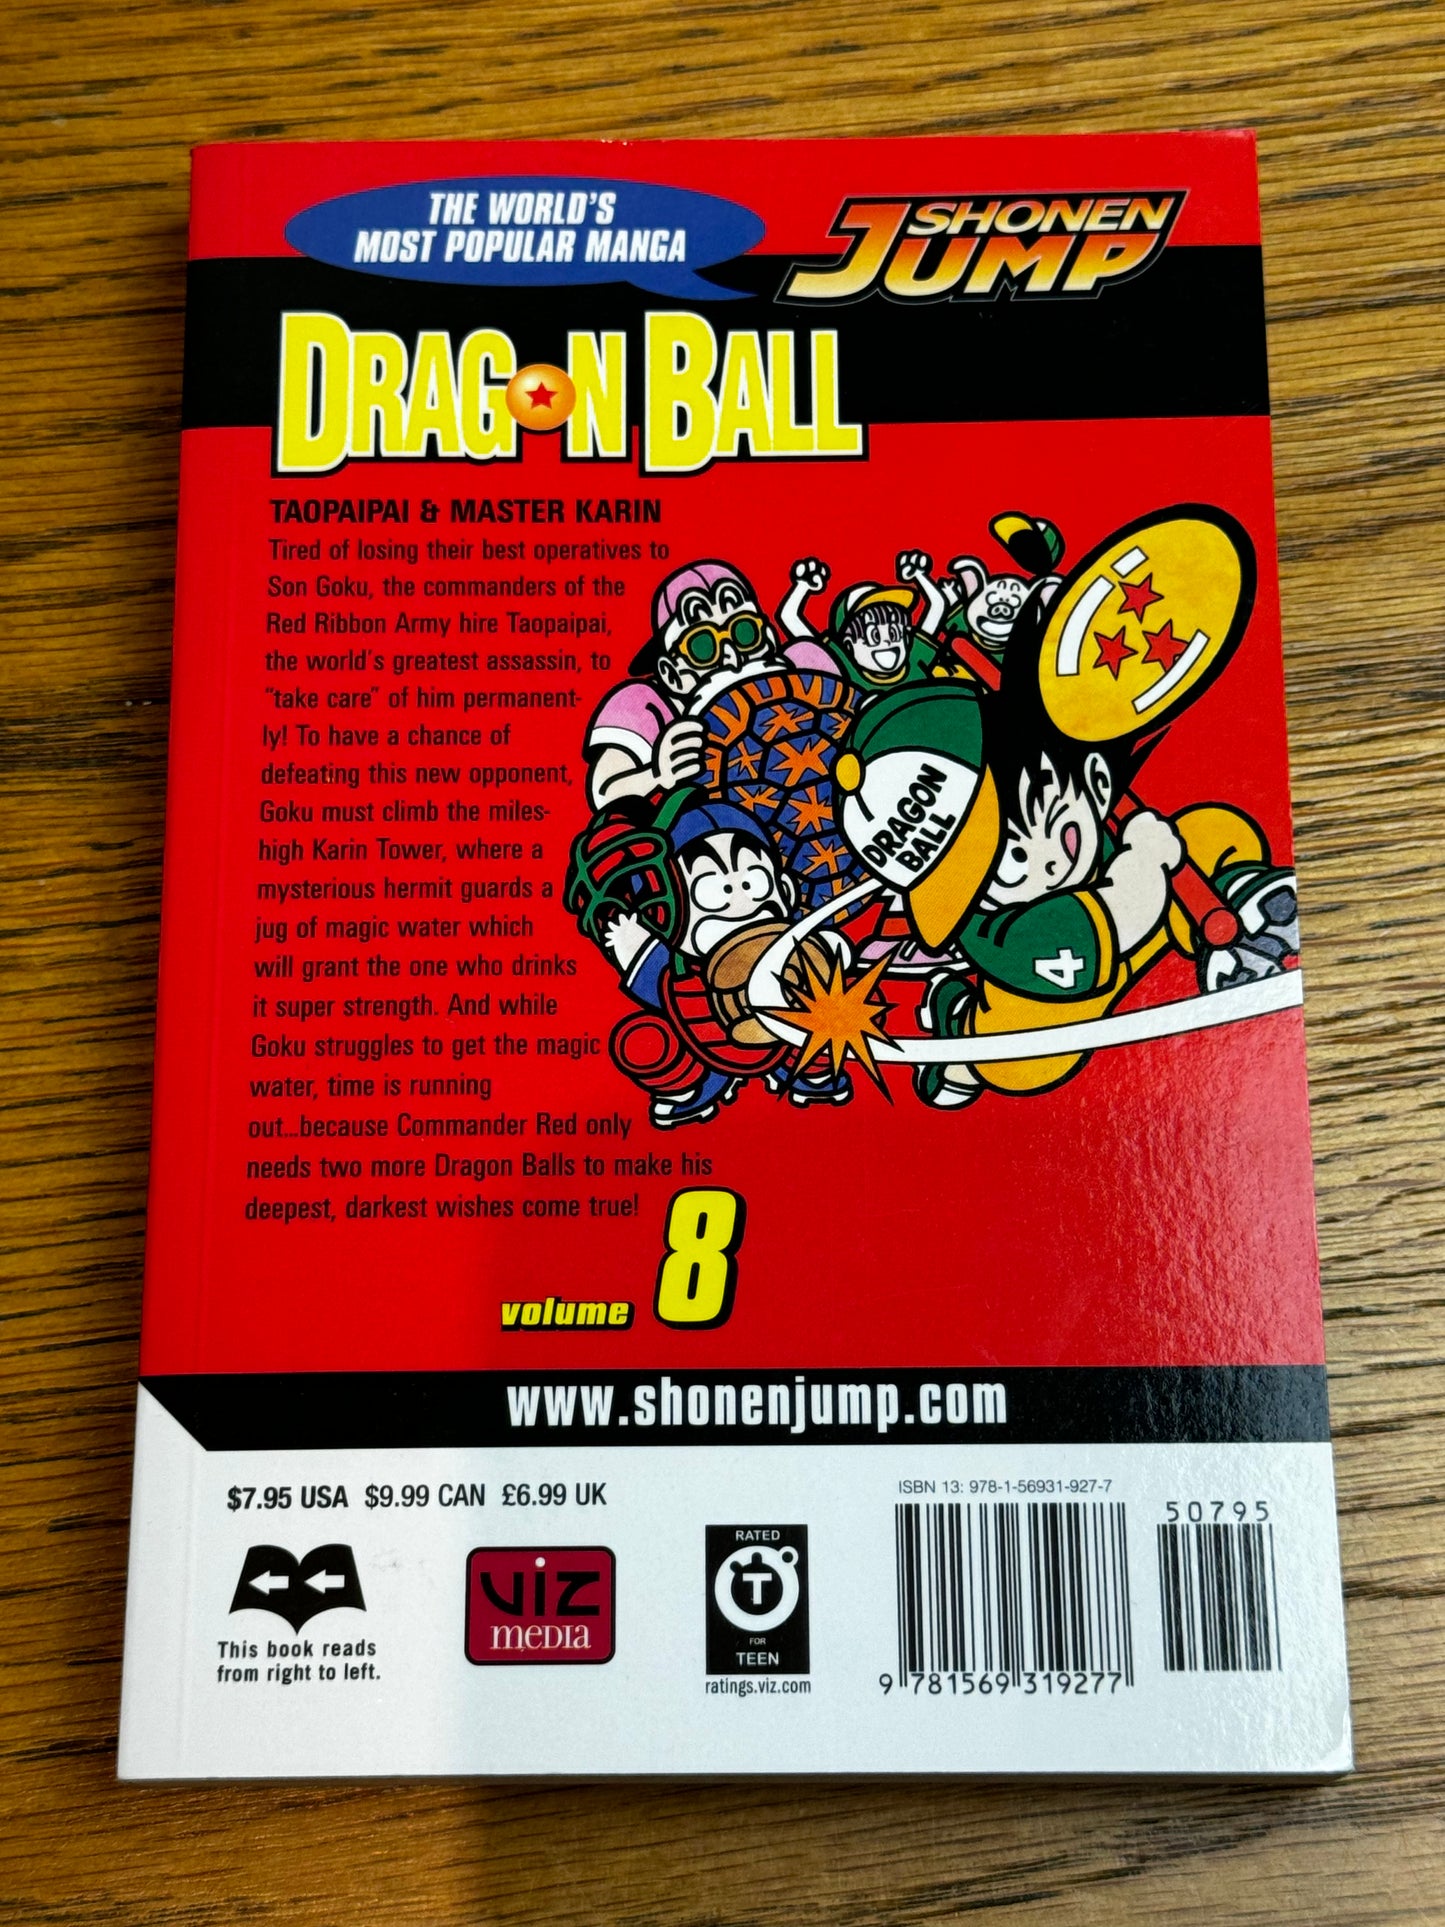 THE WORLD'S
MOST POPULAR MANGA
SHONEN
JUMP
DRAGON BALL
TAOPAIPAI & MASTER KARIN
Tired of losing their best operatives to
Son Goku, the commanders of the
Red Ribbon Army hire Taopaipai,
the world's greatest assassin, to
"take care" of him permanent-
ly! To have a chance of
defeating this new opponent,
Goku must climb the miles-
high Karin Tower, where a
mysterious hermit guards a
jug of magic water which
will grant the one who drinks
it super strength. And while
Goku struggles to get the magic
water, time is running
out...because Commander Red only
needs two more Dragon Balls to make his
deepest, darkest wishes come true!
DRAGON
BALL
4
volume 8
www.shonenjump.com
$7.95 USA $9.99 CAN £6.99 UK
This book reads
from right to left.
VIZ
MEDIA
RATED
T
FOR
TEEN
ratings.viz.com
ISBN 13: 978-1-56931-927-7
50795
9 781569 319277